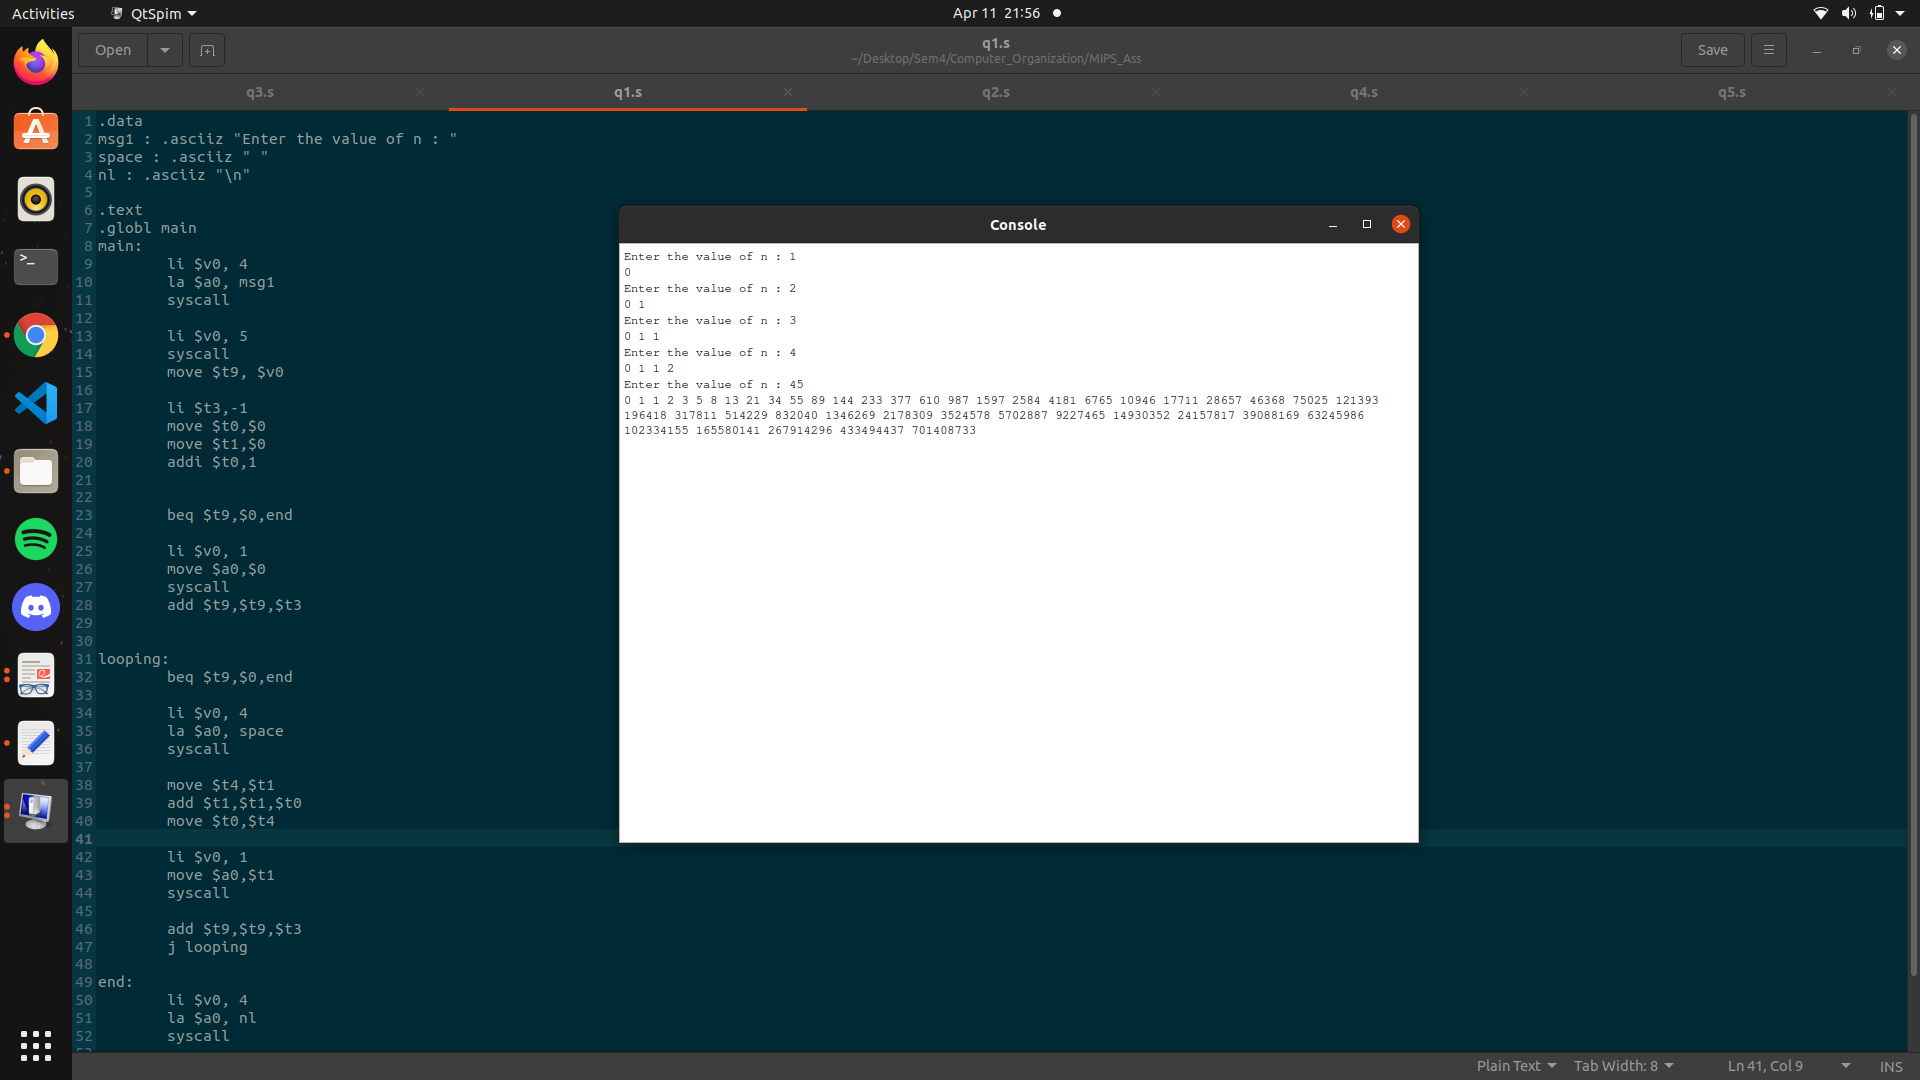 Activities QtSpim Apr 11 21:56
Open q1.s Save
~/Desktop/Sem4/Computer_Organization/MIPS_Ass
q3.s q1.s q2.s q4.s q5.s
1 .data
2 msg1 : .asciiz "Enter the value of n : "
3 space : .asciiz " "
4 nl : .asciiz "\n"
5
6 .text
7 .globl main
8 main:
9 li $v0, 4
10 la $a0, msg1
11 syscall
12
13 li $v0, 5
14 syscall
15 move $t9, $v0
16
17 li $t3,-1
18 move $t0,$0
19 move $t1,$0
20 addi $t0,1
21
22
23 beq $t9,$0,end
24
25 li $v0, 1
26 move $a0,$0
27 syscall
28 add $t9,$t9,$t3
29
30
31 looping:
32 beq $t9,$0,end
33
34 li $v0, 4
35 la $a0, space
36 syscall
37
38 move $t4,$t1
39 add $t1,$t1,$t0
40 move $t0,$t4
41
42 li $v0, 1
43 move $a0,$t1
44 syscall
45
46 add $t9,$t9,$t3
47 j looping
48
49 end:
50 li $v0, 4
51 la $a0, nl
52 syscall
Console
Enter the value of n : 1
0
Enter the value of n : 2
0 1
Enter the value of n : 3
0 1 1
Enter the value of n : 4
0 1 1 2
Enter the value of n : 45
0 1 1 2 3 5 8 13 21 34 55 89 144 233 377 610 987 1597 2584 4181 6765 10946 17711 28657 46368 75025 121393
196418 317811 514229 832040 1346269 2178309 3524578 5702887 9227465 14930352 24157817 39088169 63245986
102334155 165580141 267914296 433494437 701408733
Plain Text Tab Width: 8 Ln 41, Col 9 INS